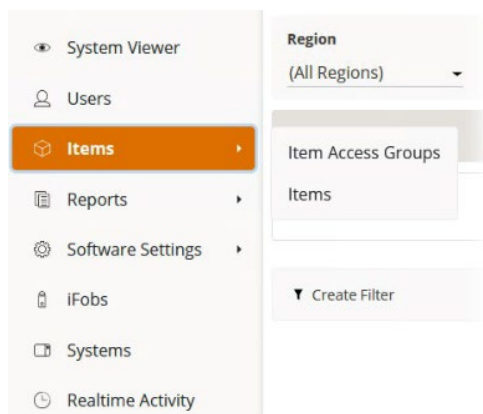 System Viewer
Users
Items
Reports
Software Settings
iFobs
Systems
Realtime Activity
Region
(All Regions)
Item Access Groups
Items
Create Filter